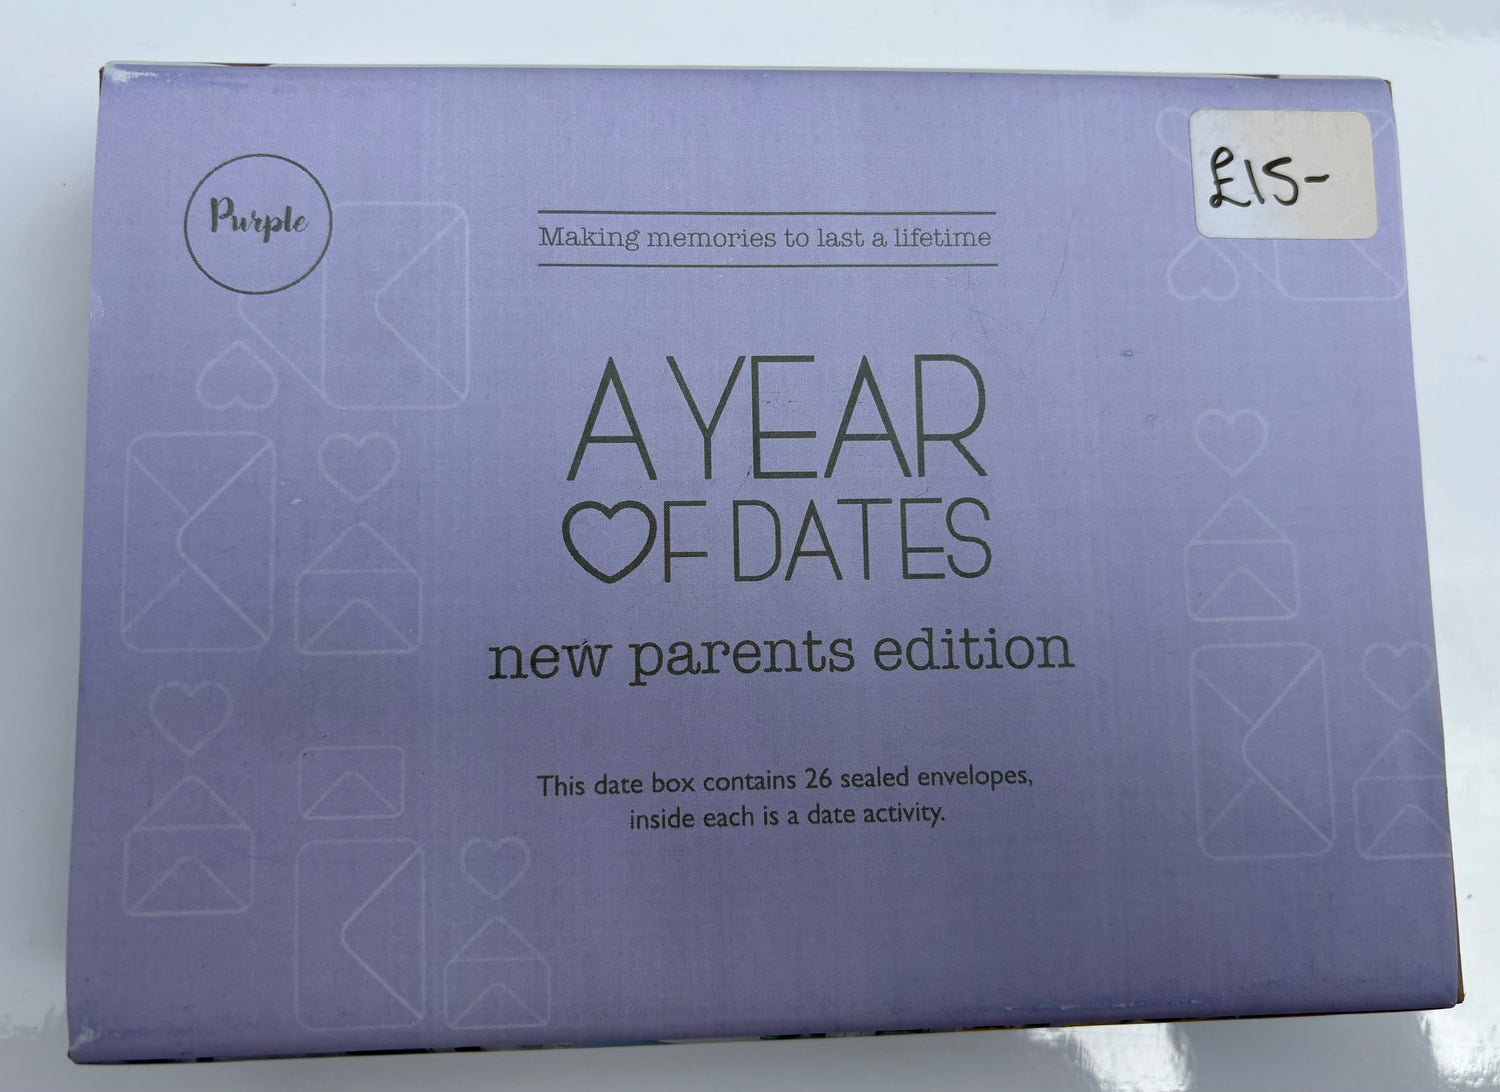 Purple
£15-
Making memories to last a lifetime
A YEAR
OF DATES
new parents edition
This date box contains 26 sealed envelopes,
inside each is a date activity.